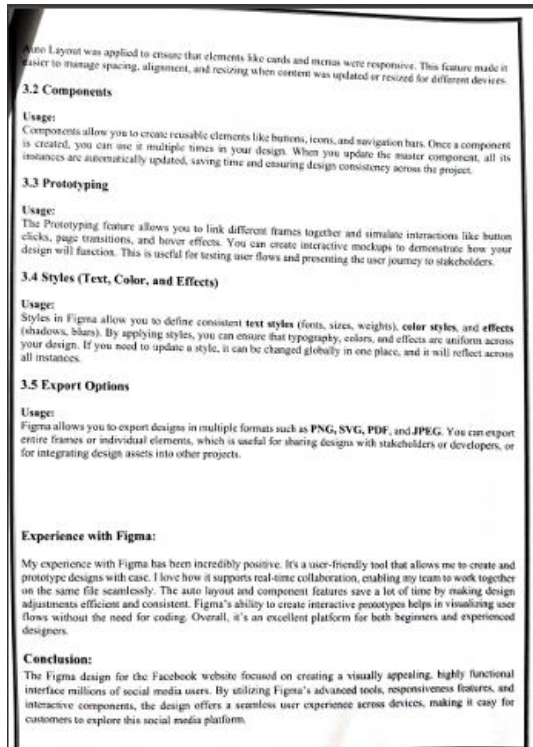 Auto Layout was applied to ensure that elements like cards and menus were responsive. This feature made it
easier to manage spacing, alignment, and resizing when content was updated or resized for different devices.
3.2 Components
Usage:
Components allow you to create reusable elements like buttons, icons, and navigation bars. Once a component
is created, you can use it multiple times in your design. When you update the master component, all its
instances are automatically updated, saving time and ensuring design consistency across the project.
3.3 Prototyping
Usage:
The Prototyping feature allows you to link different frames together and simulate interactions like button
clicks, page transitions, and hover effects. You can create interactive mockups to demonstrate how your
design will function. This is useful for testing user flows and presenting the user journey to stakeholders.
3.4 Styles (Text, Color, and Effects)
Usage:
Styles in Figma allow you to define consistent text styles (fonts, sizes, weights), color styles, and effects
(shadows, blurs). By applying styles, you can ensure that typography, colors, and effects are uniform across
your design. If you need to update a style, it can be changed globally in one place, and it will reflect across
all instances.
3.5 Export Options
Usage:
Figma allows you to export designs in multiple formats such as PNG, SVG, PDF, and JPEG. You can export
entire frames or individual elements, which is useful for sharing designs with stakeholders or developers, or
for integrating design assets into other projects.
Experience with Figma:
My experience with Figma has been incredibly positive. It's a user-friendly tool that allows me to create and
prototype designs with ease. I love how it supports real-time collaboration, enabling my team to work together
on the same file seamlessly. The auto layout and component features save a lot of time by making design
adjustments efficient and consistent. Figma's ability to create interactive prototypes helps in visualizing user
flows without the need for coding. Overall, it's an excellent platform for both beginners and experienced
designers.
Conclusion:
The Figma design for the Facebook website focused on creating a visually appealing, highly functional
interface millions of social media users. By utilizing Figma's advanced tools, responsiveness features, and
interactive components, the design offers a seamless user experience across devices, making it easy for
customers to explore this social media platform.